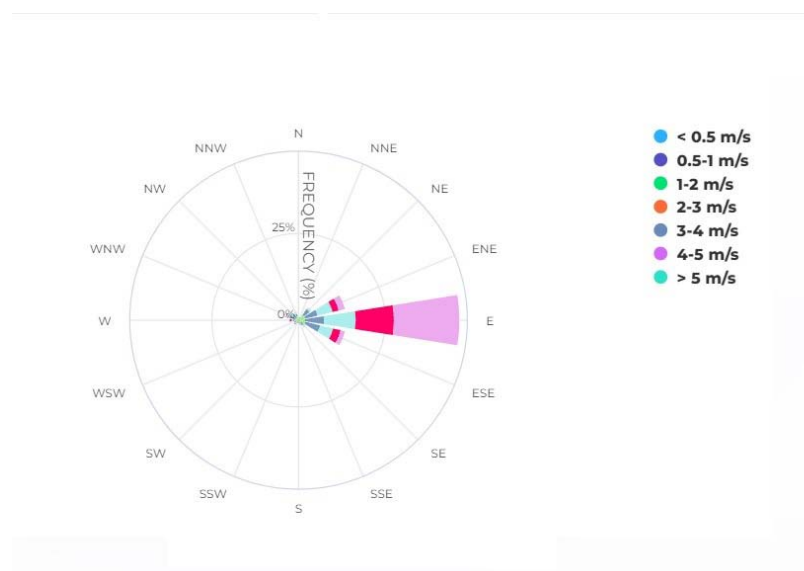 N
NNW
NNE
NW
NE
FREQUENCY (%)
25%
WNW
ENE
0%
W
E
WSW
ESE
SW
SE
SSW
SSE
S
< 0.5 m/s
0.5-1 m/s
1-2 m/s
2-3 m/s
3-4 m/s
4-5 m/s
> 5 m/s